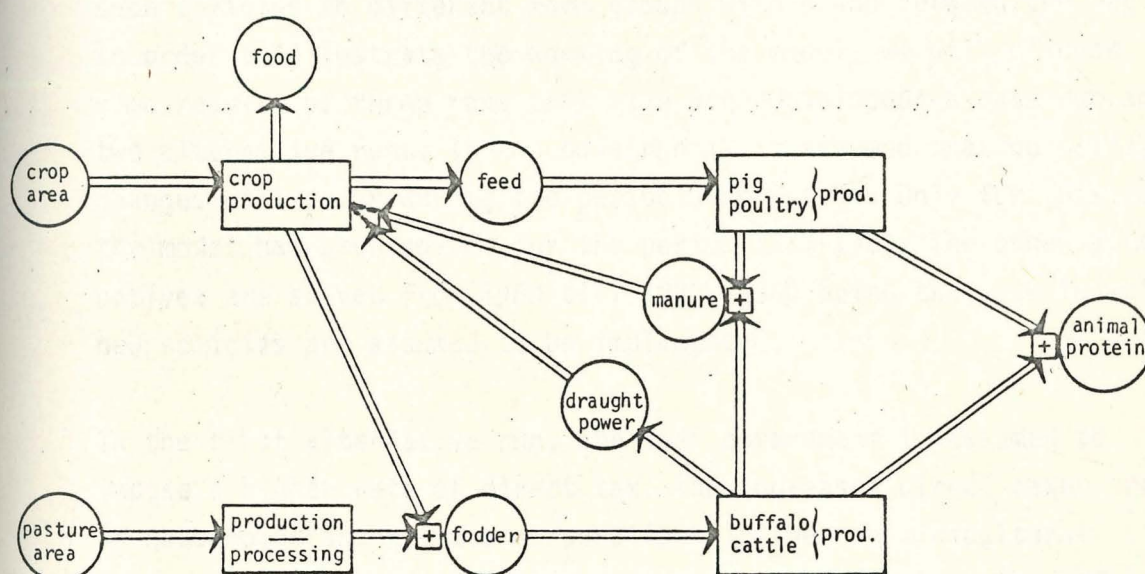 food
crop
area
crop
production
feed
pig
poultry { prod.
manure
+
animal
protein
+
draught
power
pasture
area
production
processing
+
fodder
buffalo
cattle { prod.